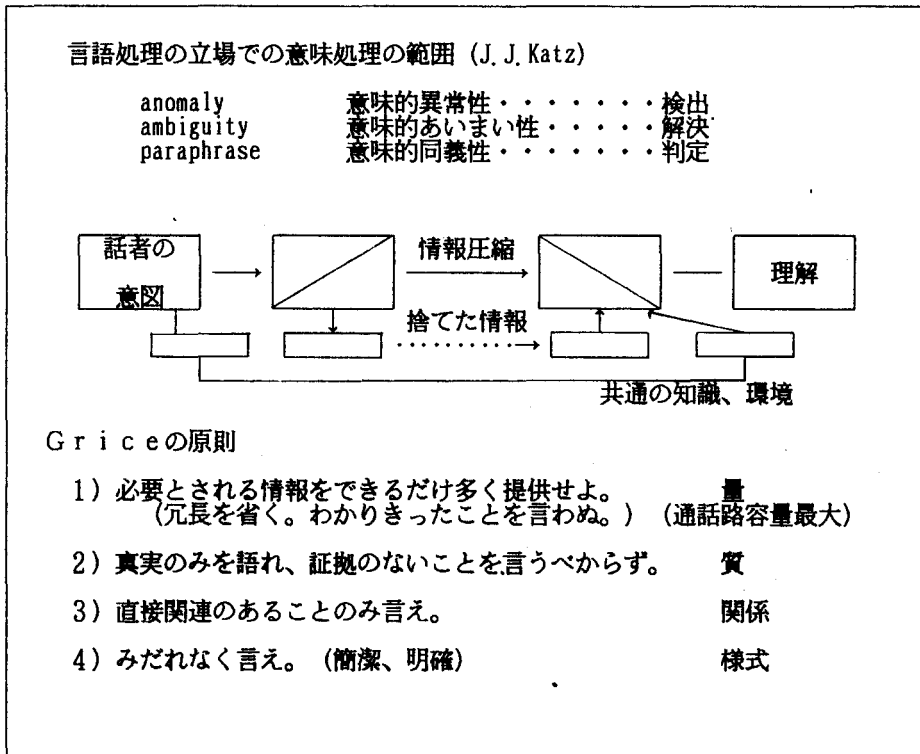 言語処理の立場での意味処理の範囲（J.J.Katz）
anomaly 意味的異常性・・・・・・・検出
ambiguity 意味的あいまい性・・・・・解決
paraphrase 意味的同義性・・・・・・・判定
話者の
意図
情報圧縮
理解
捨てた情報
共通の知識、環境
Ｇｒｉｃｅの原則
1）必要とされる情報をできるだけ多く提供せよ。 量
（冗長を省く。わかりきったことを言わぬ。）（通話路容量最大）
2）真実のみを語れ、証拠のないことを言うべからず。 質
3）直接関連のあることのみ言え。 関係
4）みだれなく言え。（簡潔、明確） 様式